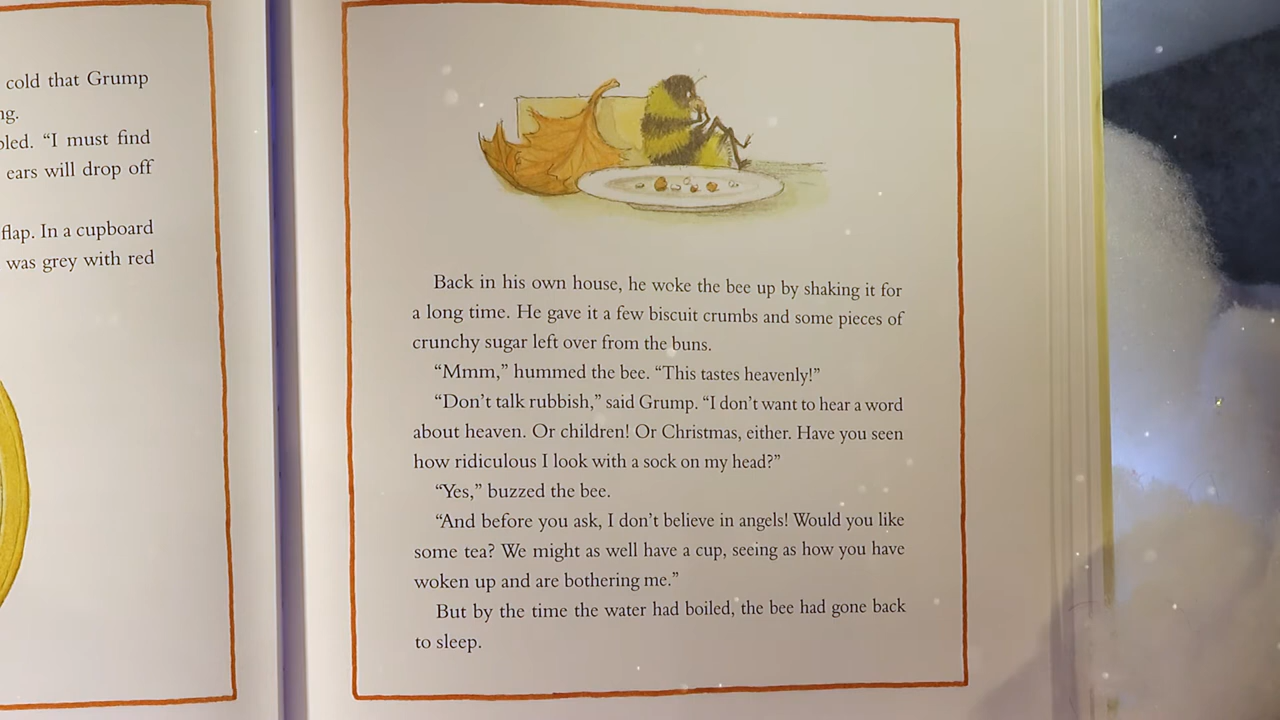 cold that Grump
ng.
"I must find
ears will drop off
flap. In a cupboard
was grey with red
Back in his own house, he woke the bee up by shaking it for
a long time. He gave it a few biscuit crumbs and some pieces of
crunchy sugar left over from the buns.
“Mmm,” hummed the bee. “This tastes heavenly!”
“Don’t talk rubbish,” said Grump. “I don’t want to hear a word
about heaven. Or children! Or Christmas, either. Have you seen
how ridiculous I look with a sock on my head?”
“Yes,” buzzed the bee.
“And before you ask, I don’t believe in angels! Would you like
some tea? We might as well have a cup, seeing as how you have
woken up and are bothering me.”
But by the time the water had boiled, the bee had gone back
to sleep.